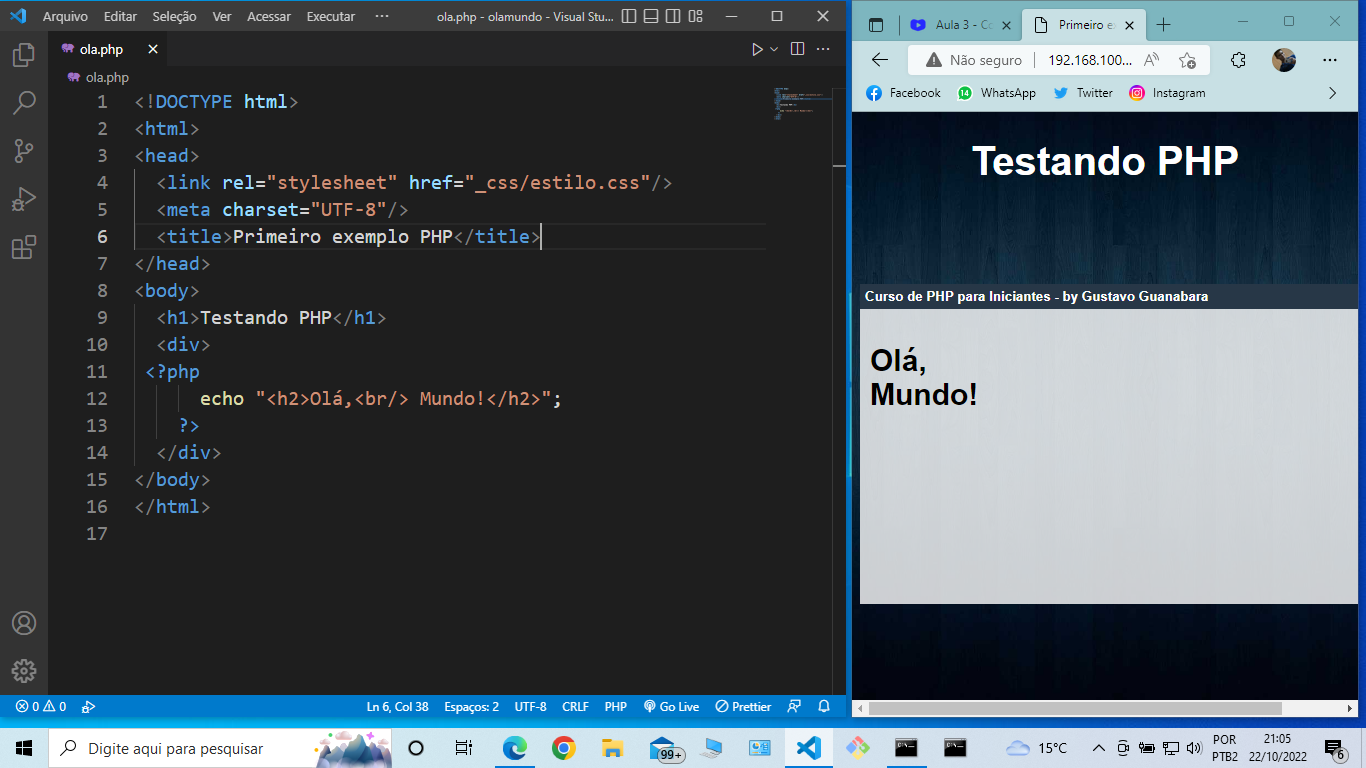 Arquivo Editar Seleção Ver Acessar Executar ··· ola.php - olamundo - Visual Stu...
ola.php
ola.php
1 <!DOCTYPE html>
2 <html>
3 <head>
4 <link rel="stylesheet" href="_css/estilo.css"/>
5 <meta charset="UTF-8"/>
6 <title>Primeiro exemplo PHP</title>
7 </head>
8 <body>
9 <h1>Testando PHP</h1>
10 <div>
11 <?php
12 echo "<h2>Olá,<br/> Mundo!</h2>";
13 ?>
14 </div>
15 </body>
16 </html>
17
0 0 Ln 6, Col 38 Espaços: 2 UTF-8 CRLF PHP Go Live Prettier
Aula 3 - Co Primeiro e
Não seguro 192.168.100...
Facebook 14 WhatsApp Twitter Instagram
Testando PHP
Curso de PHP para Iniciantes - by Gustavo Guanabara
Olá,
Mundo!
Digite aqui para pesquisar 99+ 15°C POR 21:05
PTB2 22/10/2022 6